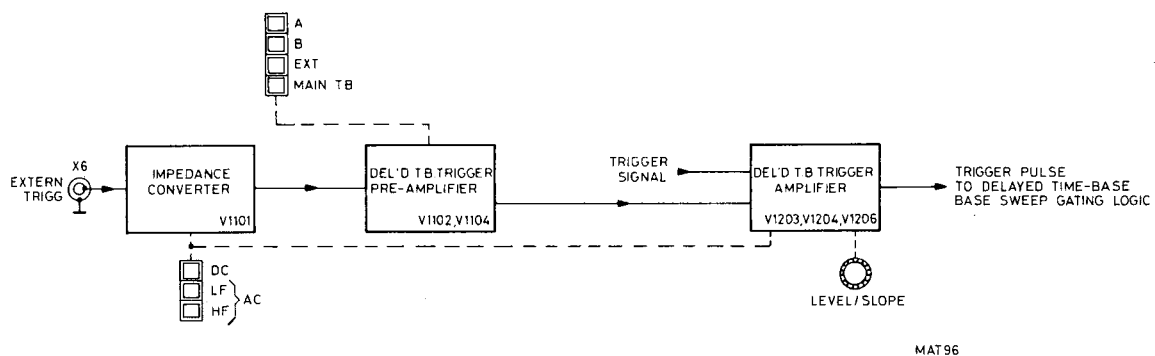 A
B
EXT
MAIN TB
X6
EXTERN
TRIGG
IMPEDANCE
CONVERTER
V1101
DEL'D T.B. TRIGGER
PRE-AMPLIFIER
V1102,V1104
TRIGGER
SIGNAL
DEL'D T.B TRIGGER
AMPLIFIER
V1203,V1204,V1206
TRIGGER PULSE
TO DELAYED TIME-BASE
BASE SWEEP GATING LOGIC
DC
LF
HF
AC
LEVEL/SLOPE
MAT96